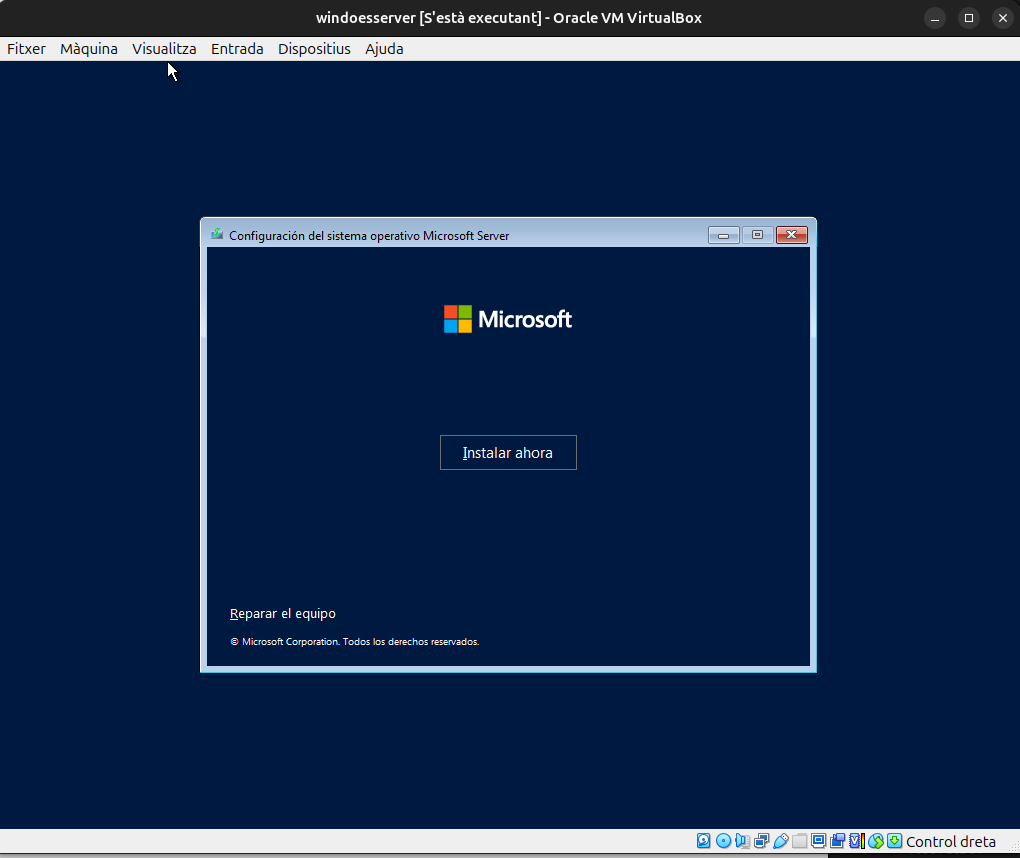 windoesserver [S'està executant] - Oracle VM VirtualBox
Fitxer Màquina Visualitza Entrada Dispositius Ajuda
Configuración del sistema operativo Microsoft Server
Microsoft
Instalar ahora
Reparar el equipo
© Microsoft Corporation. Todos los derechos reservados.
Control dreta